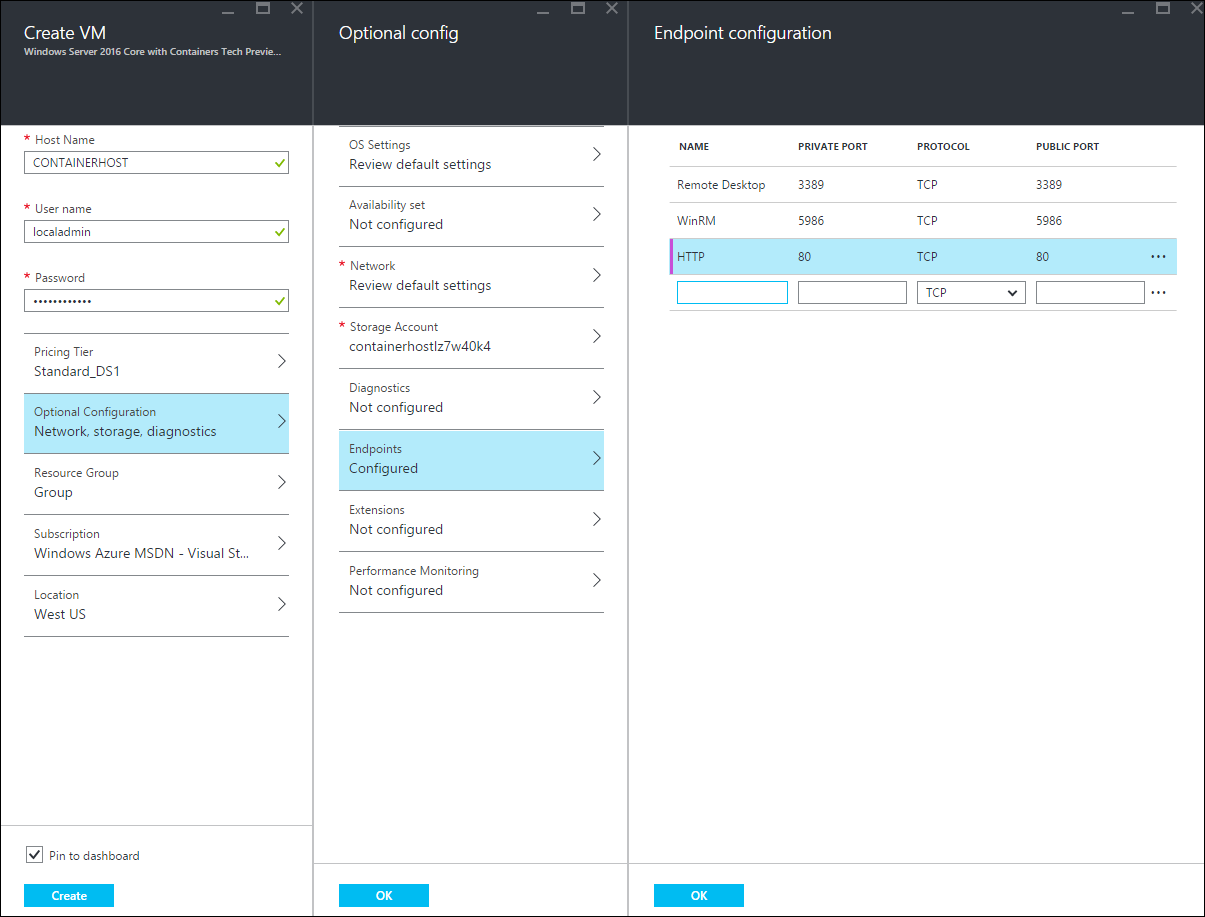 Create VM
Windows Server 2016 Core with Containers Tech Previe...
* Host Name
CONTAINERHOST
* User name
localadmin
* Password
••••••••••••
Pricing Tier
Standard_DS1
Optional Configuration
Network, storage, diagnostics
Resource Group
Group
Subscription
Windows Azure MSDN - Visual St...
Location
West US
Pin to dashboard
Create
Optional config
OS Settings
Review default settings
Availability set
Not configured
* Network
Review default settings
* Storage Account
containerhostlz7w40k4
Diagnostics
Not configured
Endpoints
Configured
Extensions
Not configured
Performance Monitoring
Not configured
OK
Endpoint configuration
NAME PRIVATE PORT PROTOCOL PUBLIC PORT
Remote Desktop 3389 TCP 3389
WinRM 5986 TCP 5986
HTTP 80 TCP 80 ...
TCP ...
OK